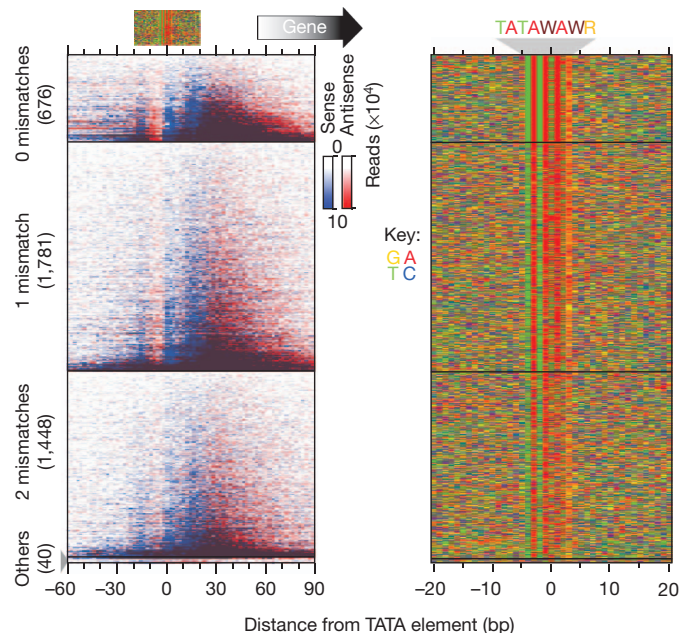 Gene
TATAWAWR
0 mismatches
(676)
1 mismatch
(1,781)
2 mismatches
(1,448)
Others
(40)
Sense
Antisense
0
10
Reads (×10⁴)
Key:
G A
T C
−60 −30 0 30 60 90
−20 −10 0 10 20
Distance from TATA element (bp)